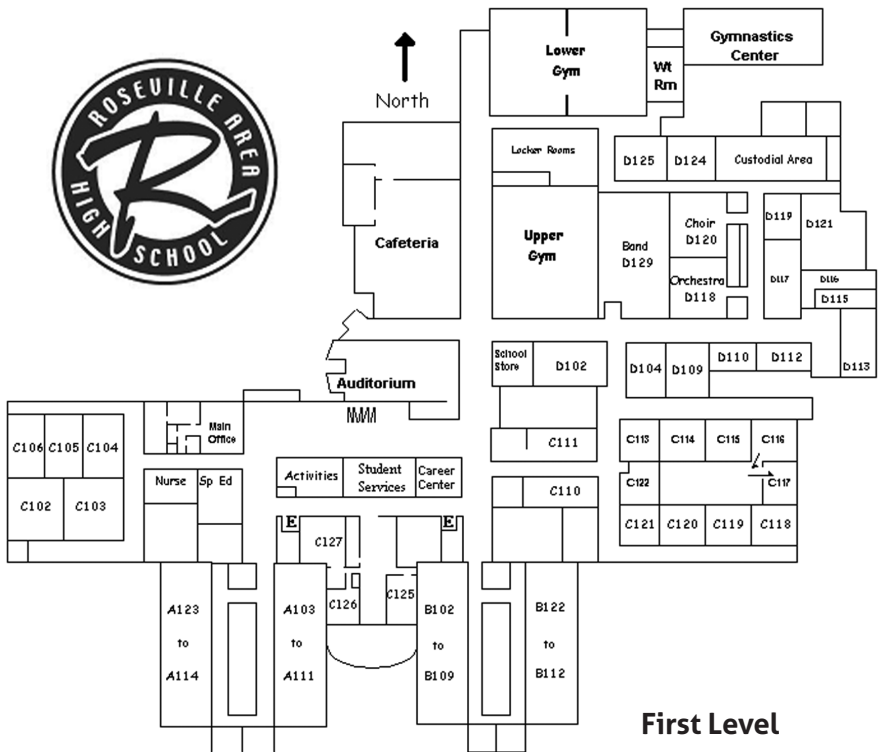 ROSEVILLE AREA
HIGH SCHOOL
R
North
Lower
Gym
Wt
Rm
Gymnastics
Center
Locker Rooms
D125
D124
Custodial Area
Cafeteria
Upper
Gym
Band
D129
Choir
D120
Orchestra
D118
D119
D121
D117
D116
D115
D113
School
Store
D102
D104
D109
D110
D112
Auditorium
Main
Office
C106
C105
C104
C102
C103
Nurse
Sp Ed
Activities
Student
Services
Career
Center
C111
C110
C113
C114
C115
C116
C122
C117
C121
C120
C119
C118
E
E
C127
C126
C125
A123
to
A114
A103
to
A111
B102
to
B109
B122
to
B112
First Level